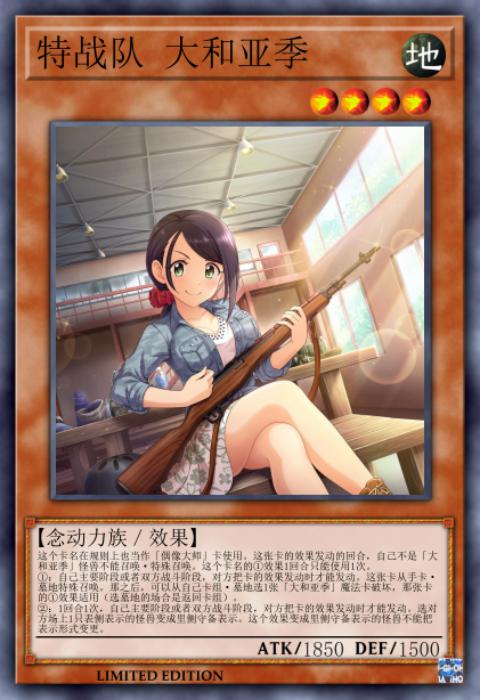 特战队 大和亚季
地
【念动力族 / 效果】
这个卡名在规则上也当作「偶像大师」卡使用。这张卡的效果发动的回合，自己不是「大
和亚季」怪兽不能召唤・特殊召唤。这个卡名的①效果1回合只能使用1次。
①：自己主要阶段或者双方战斗阶段，对方把卡的效果发动时才能发动。这张卡从手卡・
墓地特殊召唤。那之后，可以从自己卡组・墓地选1张「大和亚季」魔法卡破坏，那张卡
的①效果适用（选墓地的场合是返回卡组）。
②：1回合1次，自己主要阶段或者双方战斗阶段，对方把卡的效果发动时才能发动。选对
方场上1只表侧表示的怪兽变成里侧守备表示。这个效果变成里侧守备表示的怪兽不能把
表示形式变更。
ATK/1850 DEF/1500
LIMITED EDITION